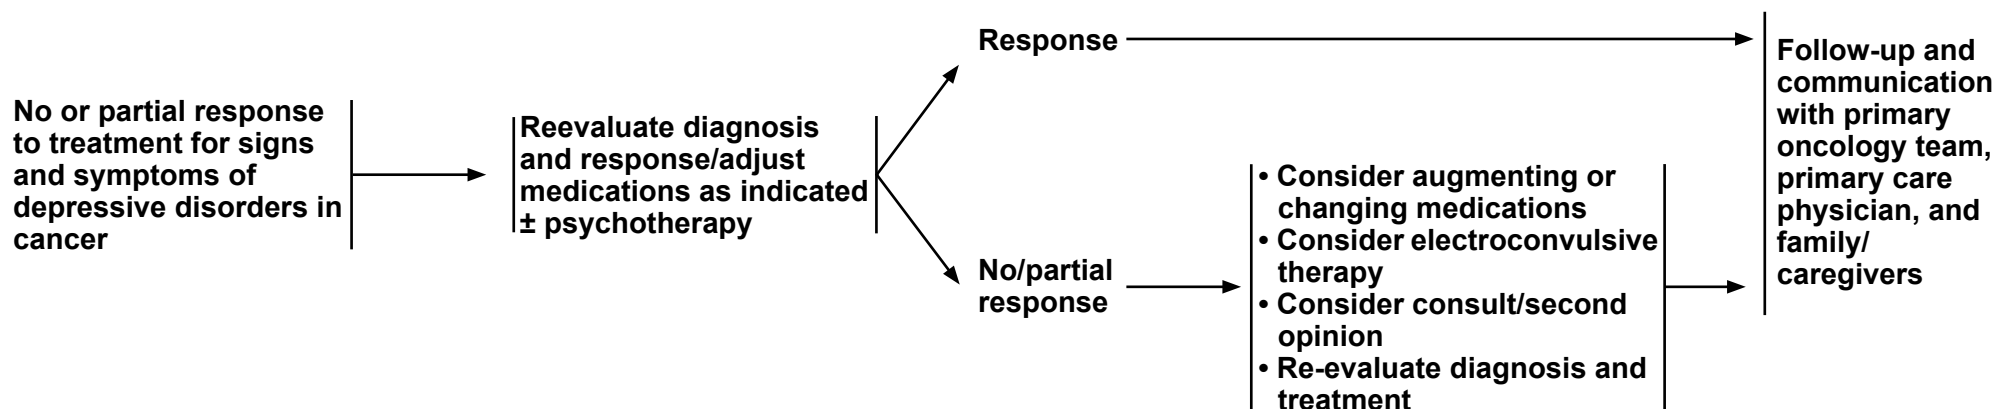 No or partial response
to treatment for signs
and symptoms of
depressive disorders in
cancer
Reevaluate diagnosis
and response/adjust
medications as indicated
± psychotherapy
Response
No/partial
response
• Consider augmenting or
changing medications
• Consider electroconvulsive
therapy
• Consider consult/second
opinion
• Re-evaluate diagnosis and
treatment
Follow-up and
communication
with primary
oncology team,
primary care
physician, and
family/
caregivers